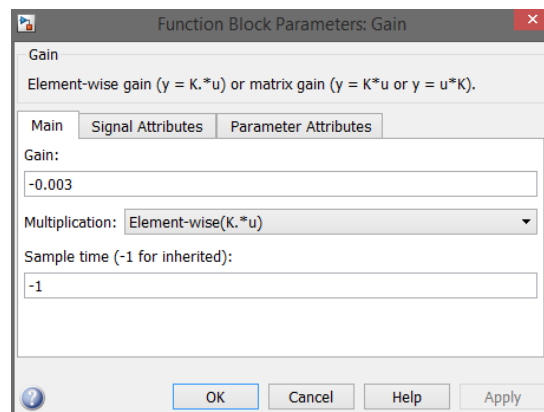 Function Block Parameters: Gain
Gain
Element-wise gain (y = K.*u) or matrix gain (y = K*u or y = u*K).
Main Signal Attributes Parameter Attributes
Gain:
-0.003
Multiplication: Element-wise(K.*u)
Sample time (-1 for inherited):
-1
OK Cancel Help Apply